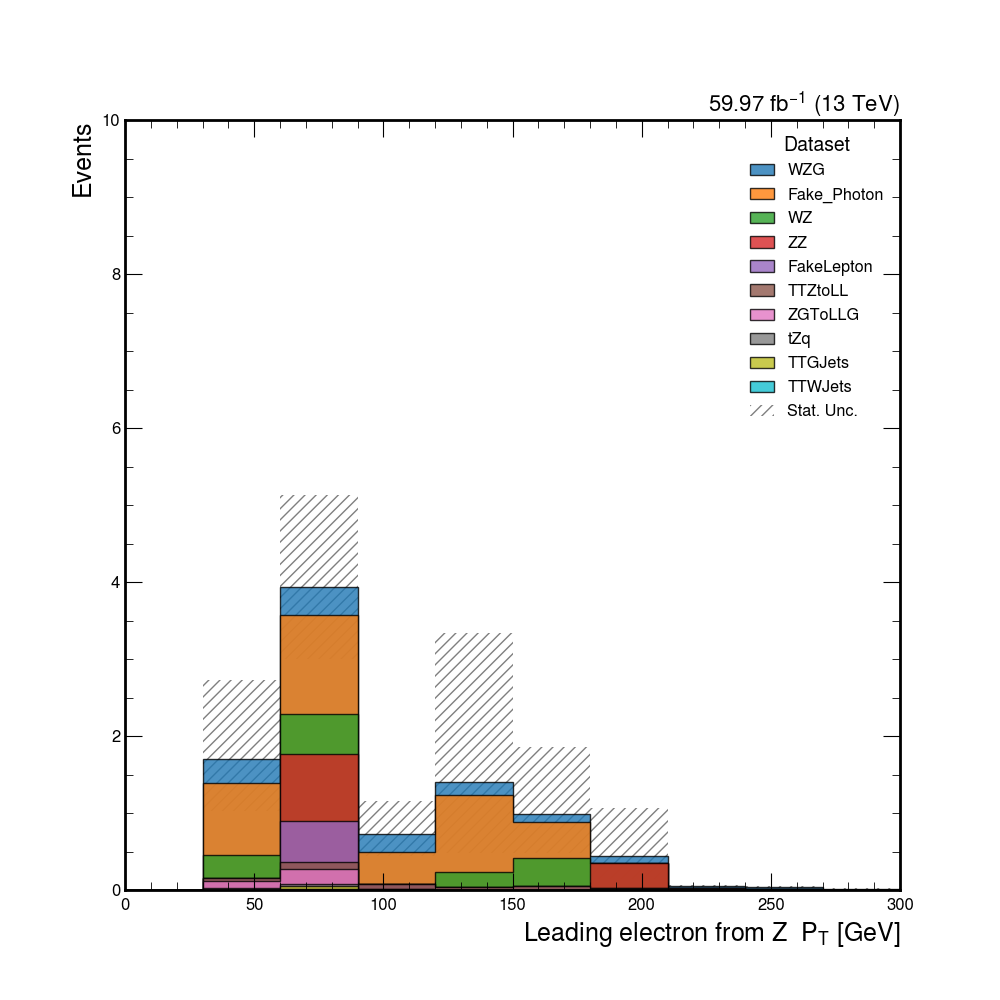 59.97 fb⁻¹ (13 TeV)
Events
10
8
6
4
2
0
Dataset
WZG
Fake_Photon
WZ
ZZ
FakeLepton
TTZtoLL
ZGToLLG
tZq
TTGJets
TTWJets
Stat. Unc.
0 50 100 150 200 250 300
Leading electron from Z P_T [GeV]